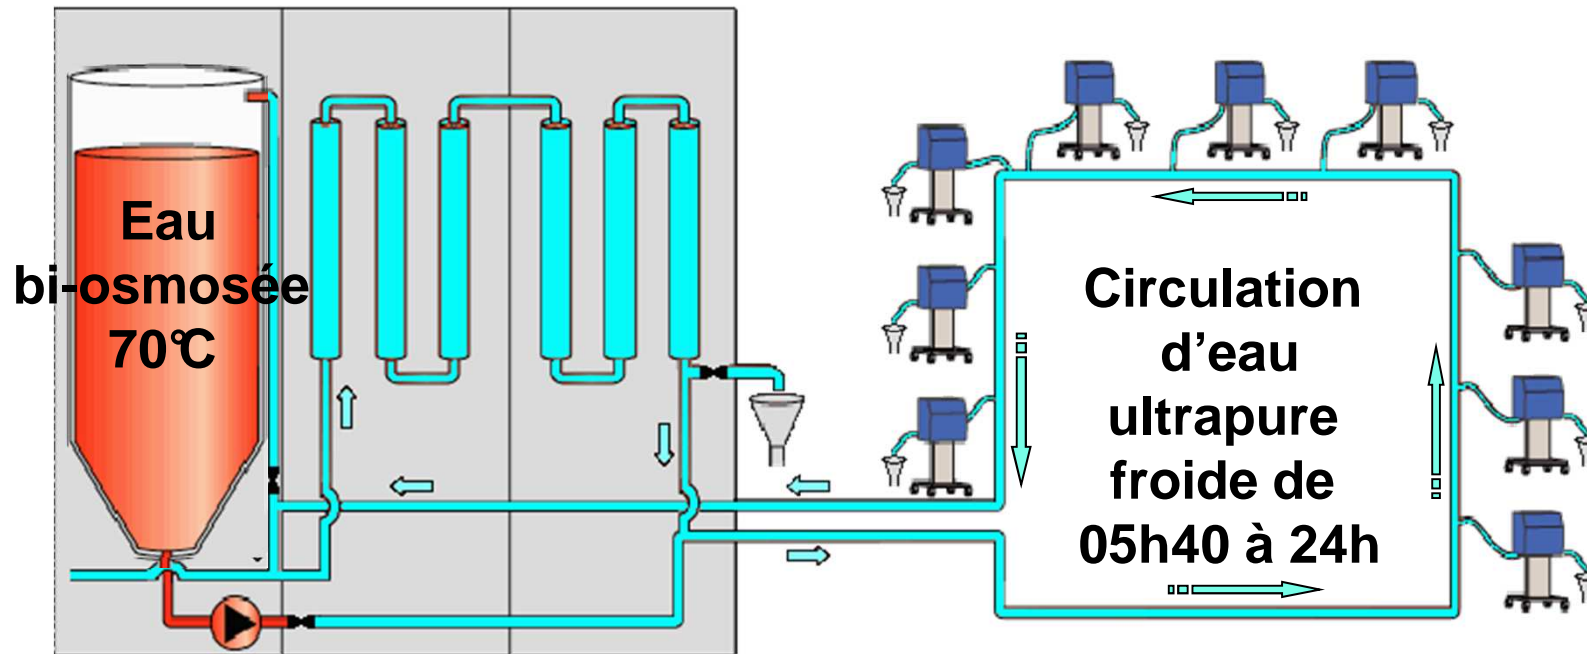 Eau
bi-osmosée
70°C
Circulation
d’eau
ultrapure
froide de
05h40 à 24h